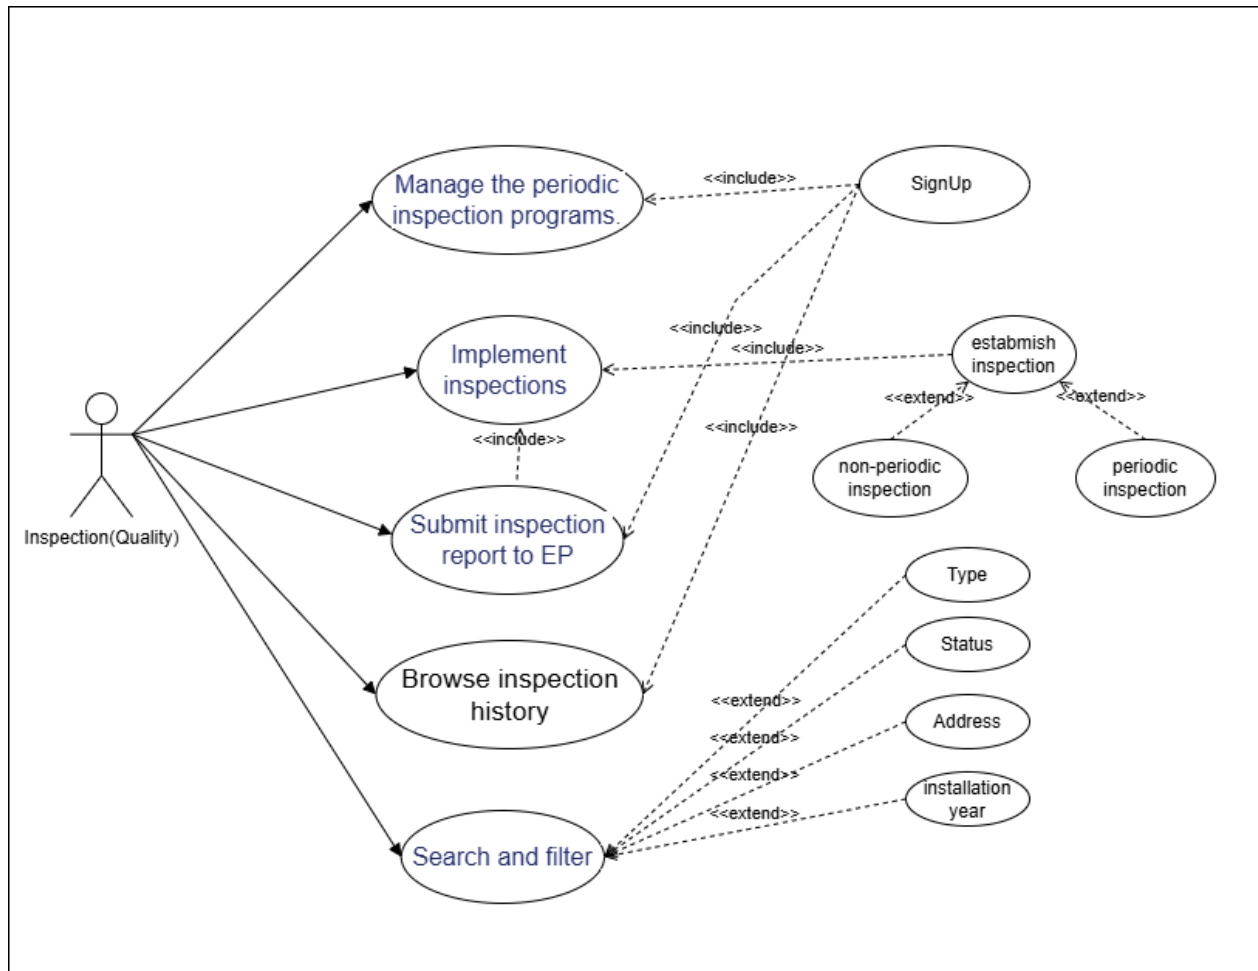 Manage the periodic
inspection programs.
<<include>>
SignUp
Implement
inspections
<<include>>
<<include>>
estabmish
inspection
<<extend>>
<<extend>>
<<include>>
<<include>>
non-periodic
inspection
periodic
inspection
Inspection(Quality)
Submit inspection
report to EP
Type
Status
Browse inspection
history
<<extend>>
Address
<<extend>>
<<extend>>
installation
year
<<extend>>
Search and filter